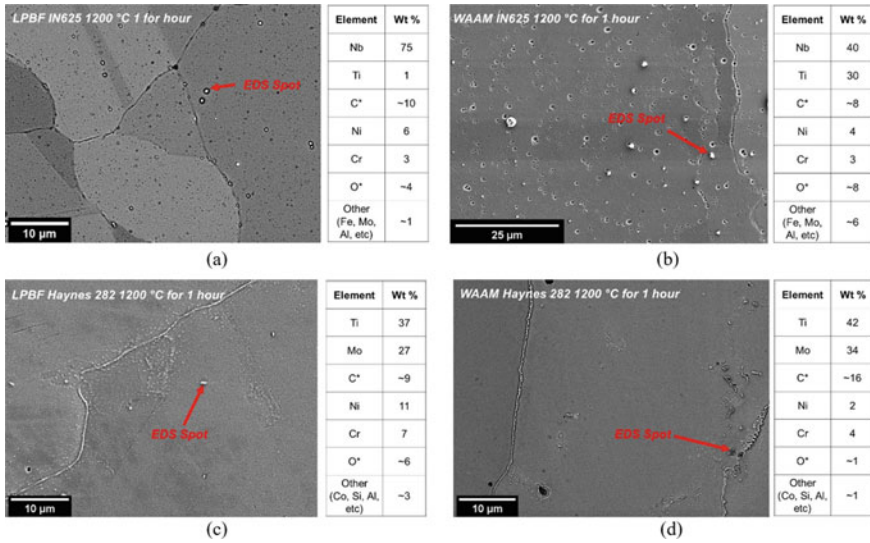 LPBF IN625 1200 °C 1 for hour
EDS Spot
10 µm
Element Wt %
Nb 75
Ti 1
C* ~10
Ni 6
Cr 3
O* ~4
Other (Fe, Mo, Al, etc) ~1
(a)
WAAM IN625 1200 °C for 1 hour
EDS Spot
25 µm
Element Wt %
Nb 40
Ti 30
C* ~8
Ni 4
Cr 3
O* ~8
Other (Fe, Mo, Al, etc) ~6
(b)
LPBF Haynes 282 1200 °C for 1 hour
EDS Spot
10 µm
Element Wt %
Ti 37
Mo 27
C* ~9
Ni 11
Cr 7
O* ~6
Other (Co, Si, Al, etc) ~3
(c)
WAAM Haynes 282 1200 °C for 1 hour
EDS Spot
10 µm
Element Wt %
Ti 42
Mo 34
C* ~16
Ni 2
Cr 4
O* ~1
Other (Co, Si, Al, etc) ~1
(d)